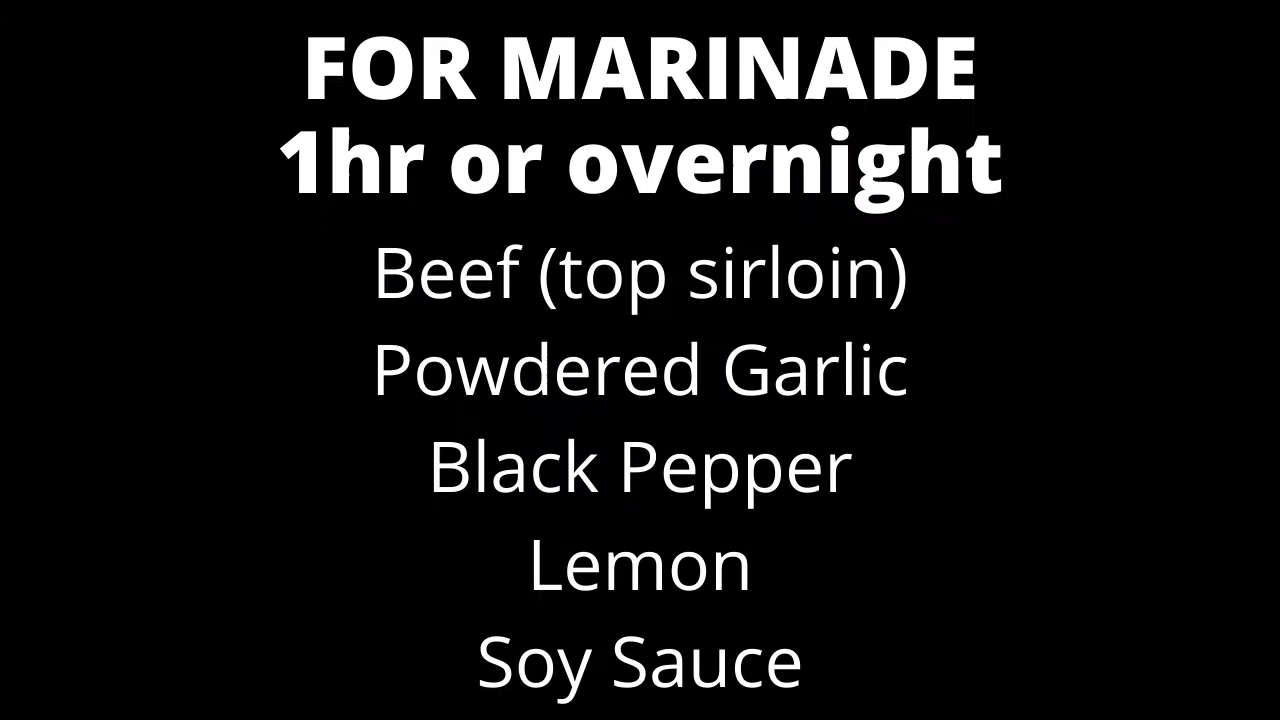 FOR MARINADE
1hr or overnight
Beef (top sirloin)
Powdered Garlic
Black Pepper
Lemon
Soy Sauce